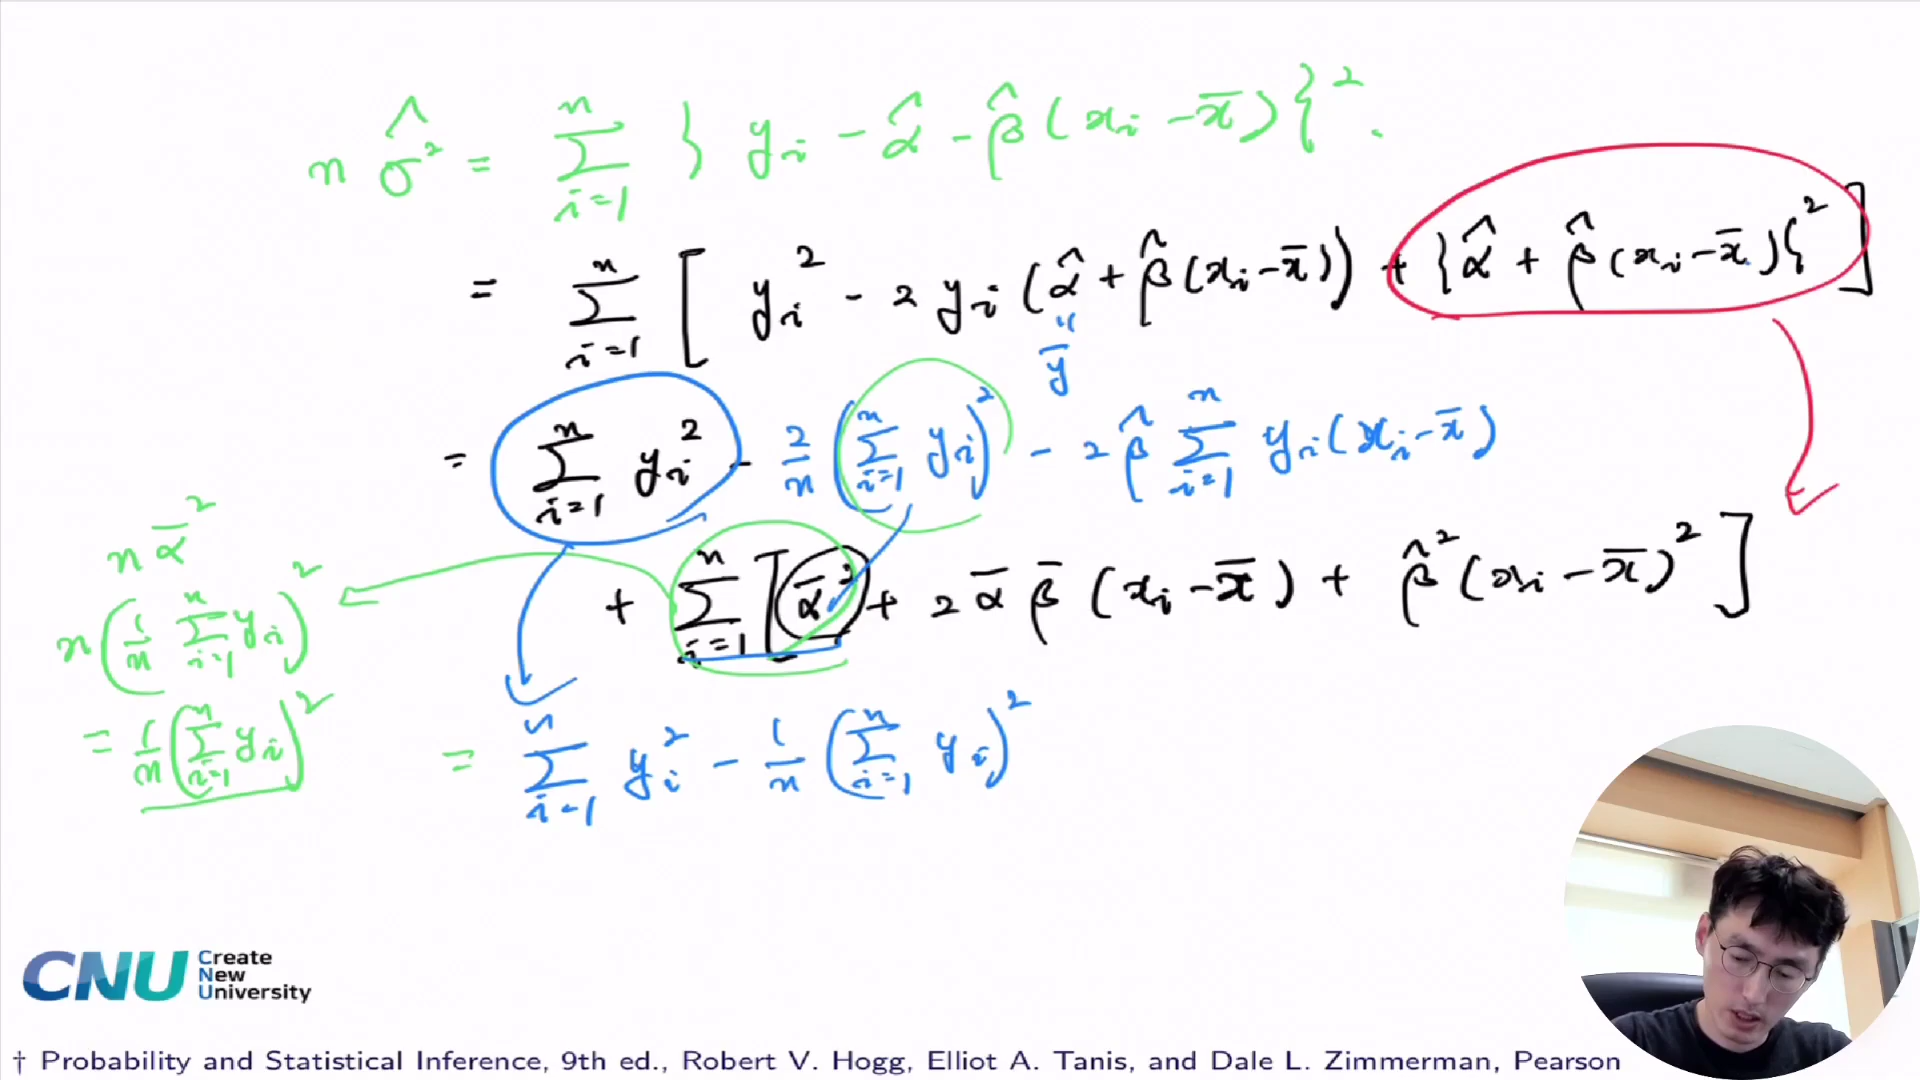 n σ̂² = Σ_{i=1}^{n} { y_i − α̂ − β̂(x_i − x̄)}² .
= Σ_{i=1}^{n} [ y_i² − 2 y_i (α̂ + β̂(x_i − x̄)) + {α̂ + β̂(x_i − x̄)}² ]
" ȳ
= Σ_{i=1}^{n} y_i² − 2/n (Σ_{i=1}^{n} y_i)² − 2 β̂ Σ_{i=1}^{n} y_i(x_i − x̄)
+ Σ_{i=1}^{n} [ᾱ² + 2 ᾱ β̄ (x_i − x̄) + β̂²(x_i − x̄)²]
n ᾱ²
n(1/n Σ_{i=1}^{n} y_i)²
= 1/n (Σ_{i=1}^{n} y_i)²
= Σ_{i=1}^{n} y_i² − 1/n (Σ_{i=1}^{n} y_i)²
CNU Create
New
University
† Probability and Statistical Inference, 9th ed., Robert V. Hogg, Elliot A. Tanis, and Dale L. Zimmerman, Pearson